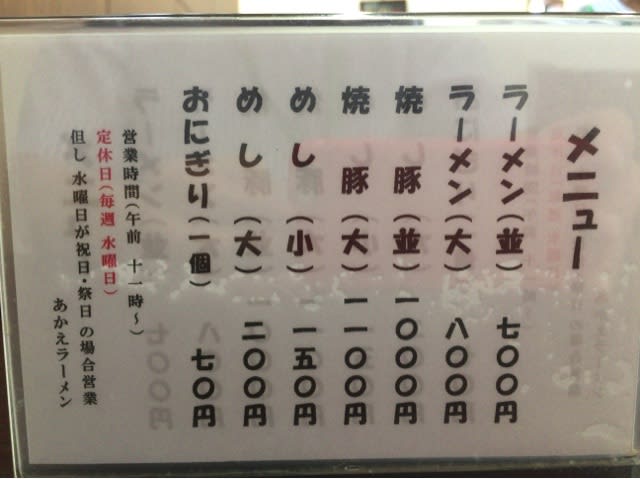 メニュー
ラーメン(並) 七〇〇円
ラーメン(大) 八〇〇円
焼し豚(並) 一〇〇〇円
焼し豚(大) 一一〇〇円
めし(小) 一五〇円
めし(大) 二〇〇円
おにぎり(一個) 七〇円
営業時間(午前 十一時~)
定休日(毎週 水曜日)
但し 水曜日が祝日・祭日の場合営業
あかえラーメン